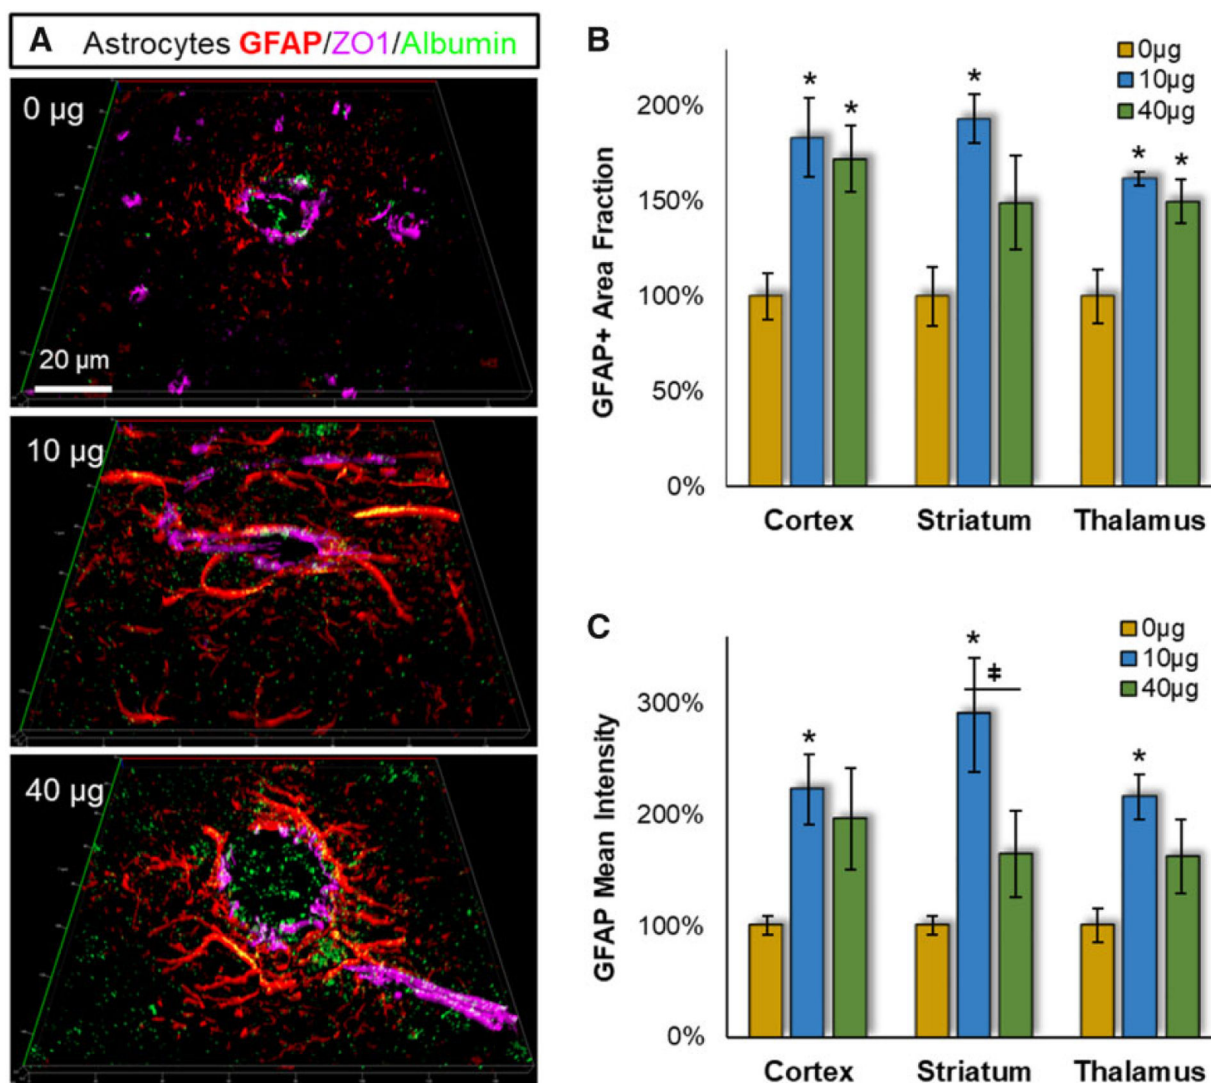 A Astrocytes GFAP/ZO1/Albumin
0 µg
20 µm
10 µg
40 µg
B
0µg
10µg
40µg
GFAP+ Area Fraction
200%
150%
100%
50%
0%
* * * * *
Cortex Striatum Thalamus
C
0µg
10µg
40µg
GFAP Mean Intensity
300%
200%
100%
0%
* * ‡ *
Cortex Striatum Thalamus